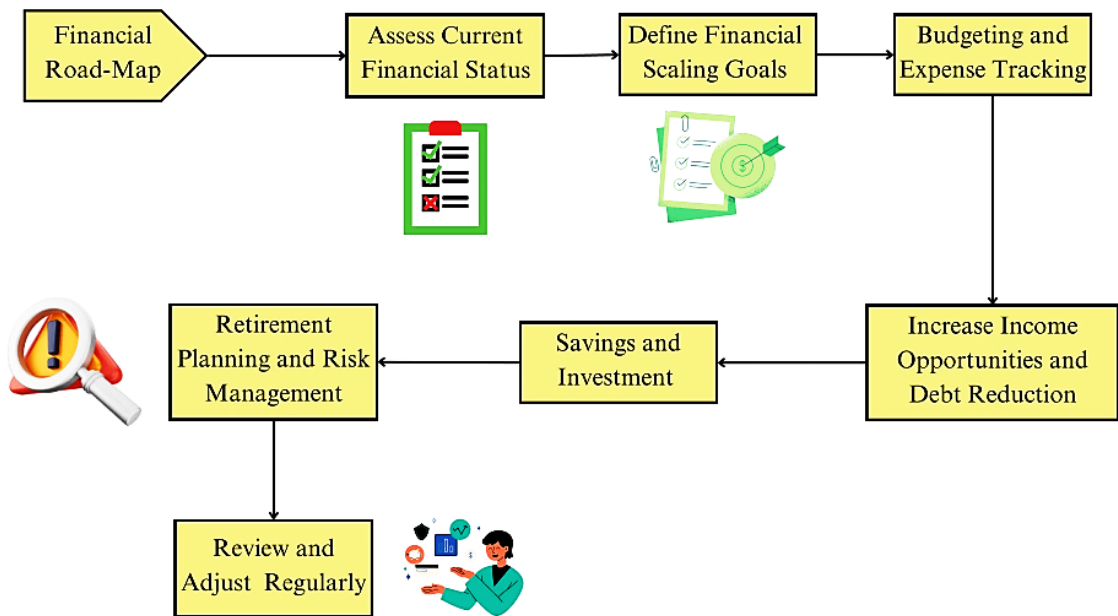 Financial
Road-Map
Assess Current
Financial Status
Define Financial
Scaling Goals
Budgeting and
Expense Tracking
Increase Income
Opportunities and
Debt Reduction
Savings and
Investment
Retirement
Planning and Risk
Management
Review and
Adjust Regularly